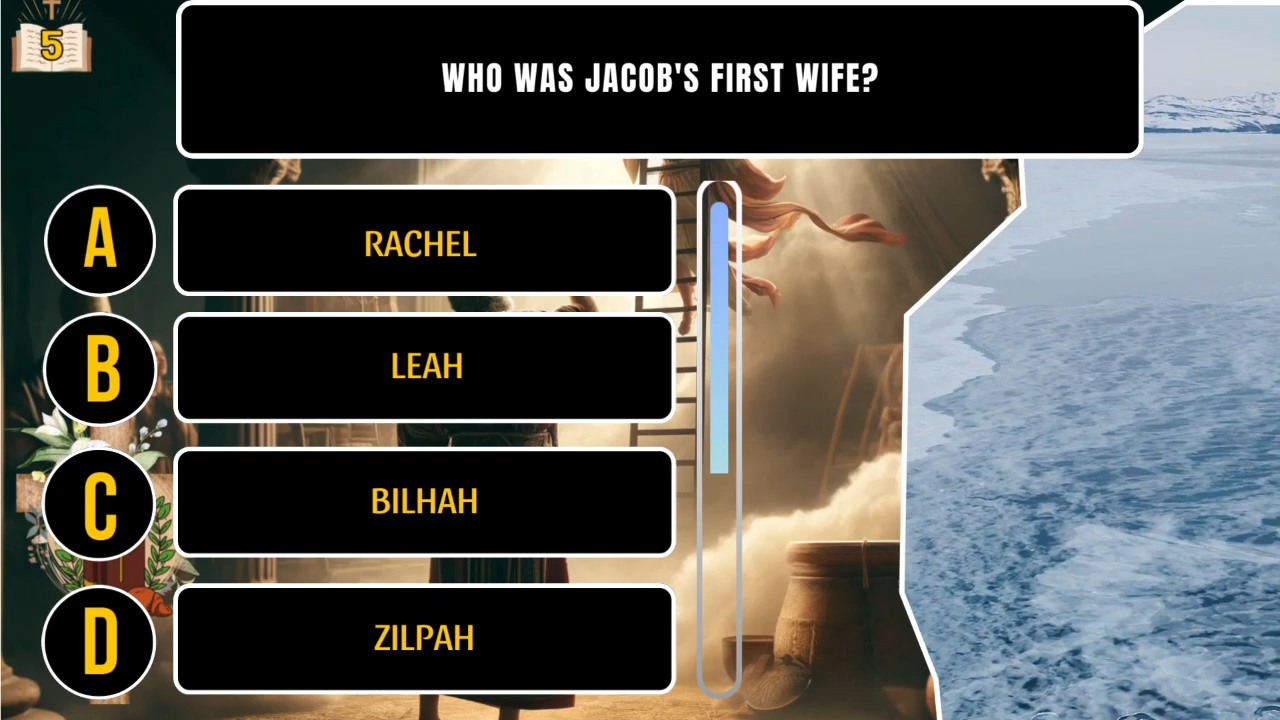 5
WHO WAS JACOB'S FIRST WIFE?
A
RACHEL
B
LEAH
C
BILHAH
D
ZILPAH